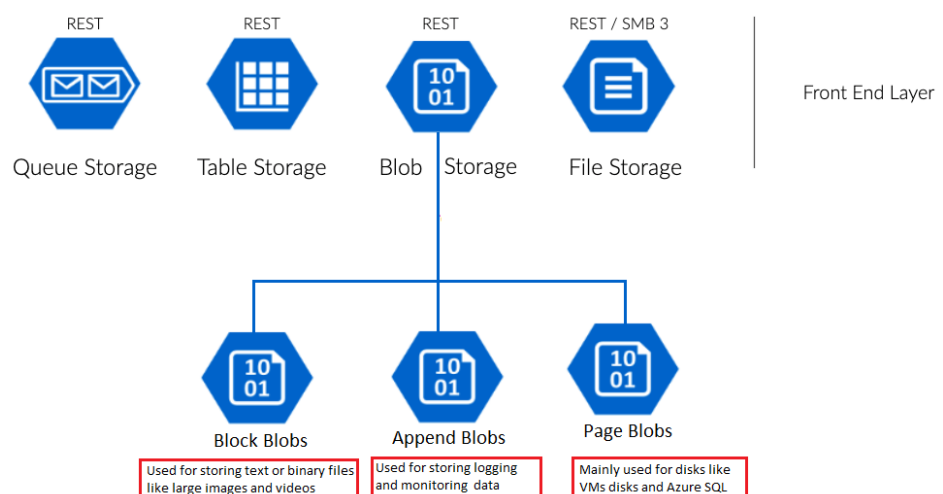 REST
REST
REST
REST / SMB 3
10
01
Front End Layer
Queue Storage
Table Storage
Blob Storage
File Storage
10
01
10
01
10
01
Block Blobs
Append Blobs
Page Blobs
Used for storing text or binary files
like large images and videos
Used for storing logging
and monitoring data
Mainly used for disks like
VMs disks and Azure SQL